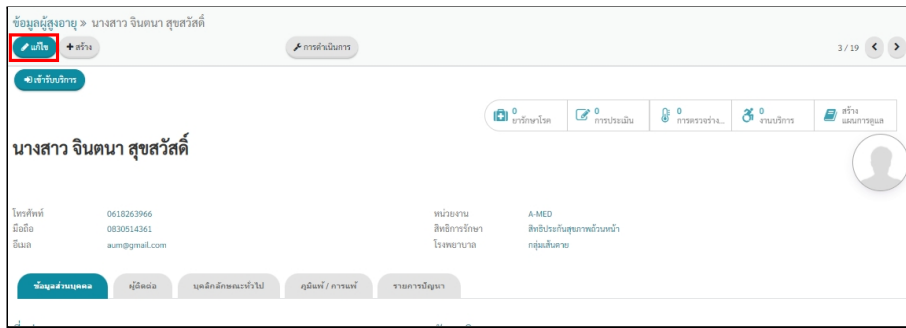 ข้อมูลผู้สูงอายุ » นางสาว จินตนา สุขสวัสดิ์
แก้ไข + สร้าง การดำเนินการ 3 / 19
เข้ารับบริการ
0 ยารักษาโรค 0 การประเมิน 0 การตรวจร่าง... 0 งานบริการ สร้าง แผนการดูแล
นางสาว จินตนา สุขสวัสดิ์
โทรศัพท์ 0618263966 หน่วยงาน A-MED
มือถือ 0830514361 สิทธิการรักษา สิทธิประกันสุขภาพถ้วนหน้า
อีเมล aum@gmail.com โรงพยาบาล กลุ่มเส้นด้าย
ข้อมูลส่วนบุคคล ผู้ติดต่อ บุคลิกลักษณะทั่วไป ภูมิแพ้ / การแพ้ รายการปัญหา